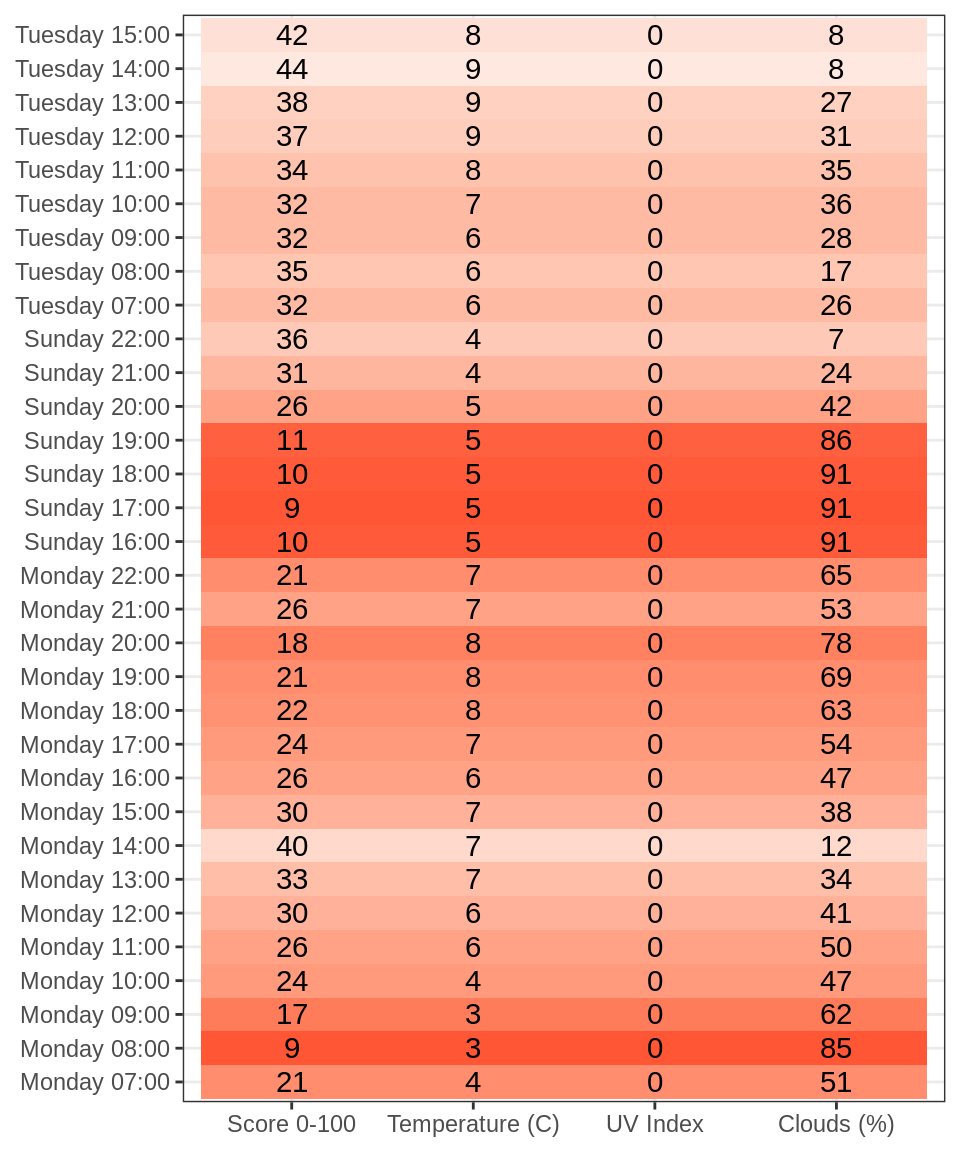 Tuesday 15:00 42 8 0 8
Tuesday 14:00 44 9 0 8
Tuesday 13:00 38 9 0 27
Tuesday 12:00 37 9 0 31
Tuesday 11:00 34 8 0 35
Tuesday 10:00 32 7 0 36
Tuesday 09:00 32 6 0 28
Tuesday 08:00 35 6 0 17
Tuesday 07:00 32 6 0 26
Sunday 22:00 36 4 0 7
Sunday 21:00 31 4 0 24
Sunday 20:00 26 5 0 42
Sunday 19:00 11 5 0 86
Sunday 18:00 10 5 0 91
Sunday 17:00 9 5 0 91
Sunday 16:00 10 5 0 91
Monday 22:00 21 7 0 65
Monday 21:00 26 7 0 53
Monday 20:00 18 8 0 78
Monday 19:00 21 8 0 69
Monday 18:00 22 8 0 63
Monday 17:00 24 7 0 54
Monday 16:00 26 6 0 47
Monday 15:00 30 7 0 38
Monday 14:00 40 7 0 12
Monday 13:00 33 7 0 34
Monday 12:00 30 6 0 41
Monday 11:00 26 6 0 50
Monday 10:00 24 4 0 47
Monday 09:00 17 3 0 62
Monday 08:00 9 3 0 85
Monday 07:00 21 4 0 51
Score 0-100 Temperature (C) UV Index Clouds (%)